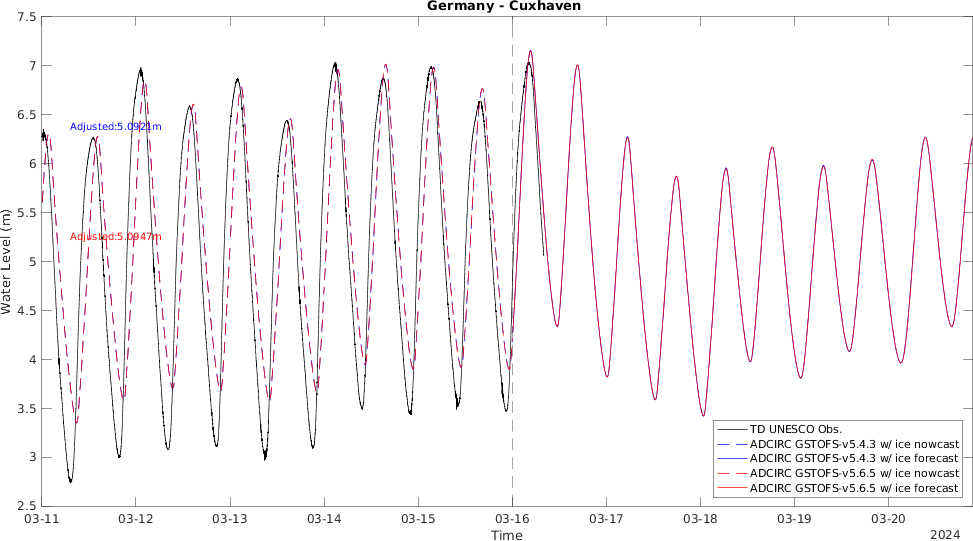 Germany - Cuxhaven
7.5
7
6.5
6
5.5
5
4.5
4
3.5
3
2.5
Water Level (m)
Adjusted:5.0921m
Adjusted:5.0947m
TD UNESCO Obs.
ADCIRC GSTOFS-v5.4.3 w/ ice nowcast
ADCIRC GSTOFS-v5.4.3 w/ ice forecast
ADCIRC GSTOFS-v5.6.5 w/ ice nowcast
ADCIRC GSTOFS-v5.6.5 w/ ice forecast
03-11 03-12 03-13 03-14 03-15 03-16 03-17 03-18 03-19 03-20
Time
2024